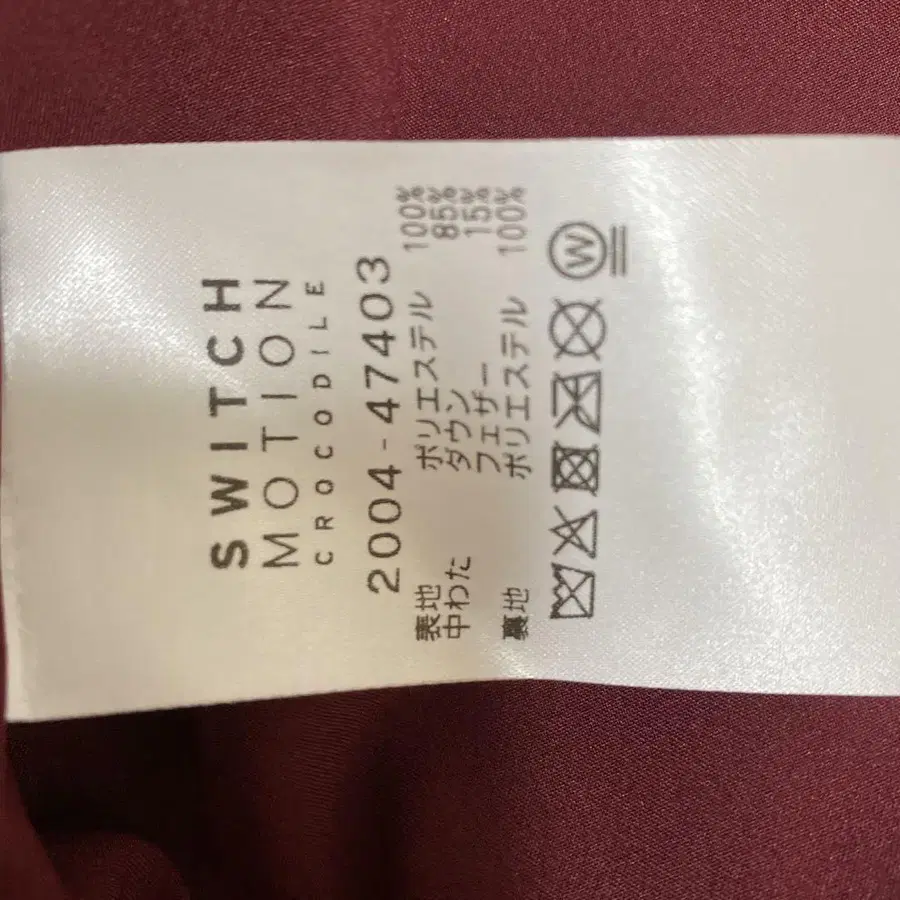 SWITCH
MOTION
CROCODILE
2004-47403
表地 ポリエステル 100%
中わた ダウン 85%
フェザー 15%
裏地 ポリエステル 100%
W